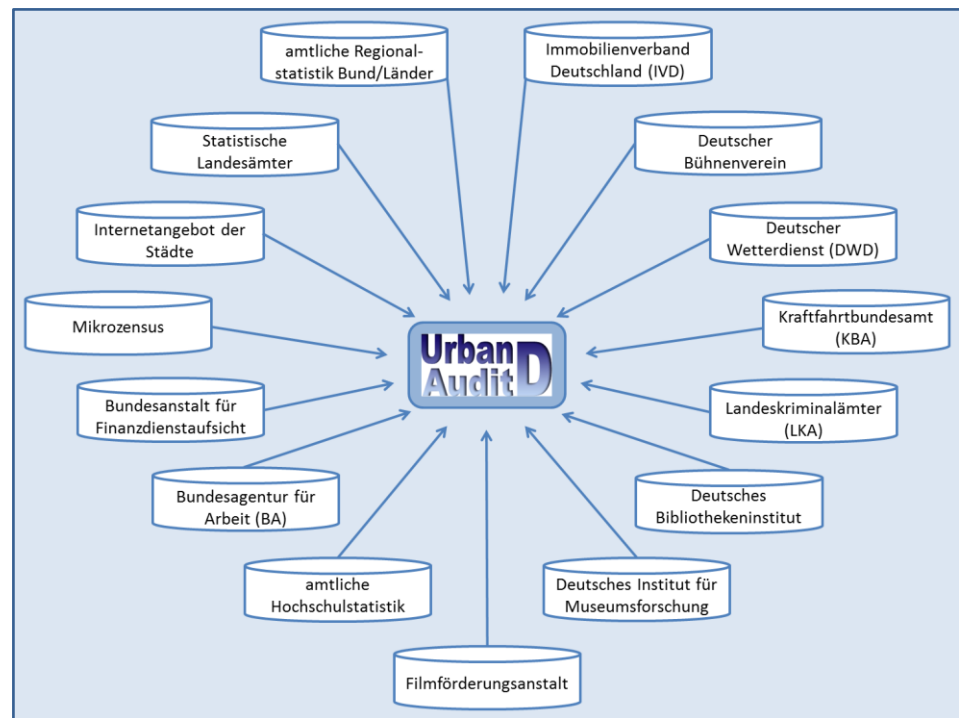 amtliche Regional-
statistik Bund/Länder
Immobilienverband
Deutschland (IVD)
Statistische
Landesämter
Deutscher
Bühnenverein
Internetangebot der
Städte
Deutscher
Wetterdienst (DWD)
Mikrozensus
Kraftfahrtbundesamt
(KBA)
Urban
Audit D
Bundesanstalt für
Finanzdienstaufsicht
Landeskriminalämter
(LKA)
Bundesagentur für
Arbeit (BA)
Deutsches
Bibliothekeninstitut
amtliche
Hochschulstatistik
Deutsches Institut für
Museumsforschung
Filmförderungsanstalt